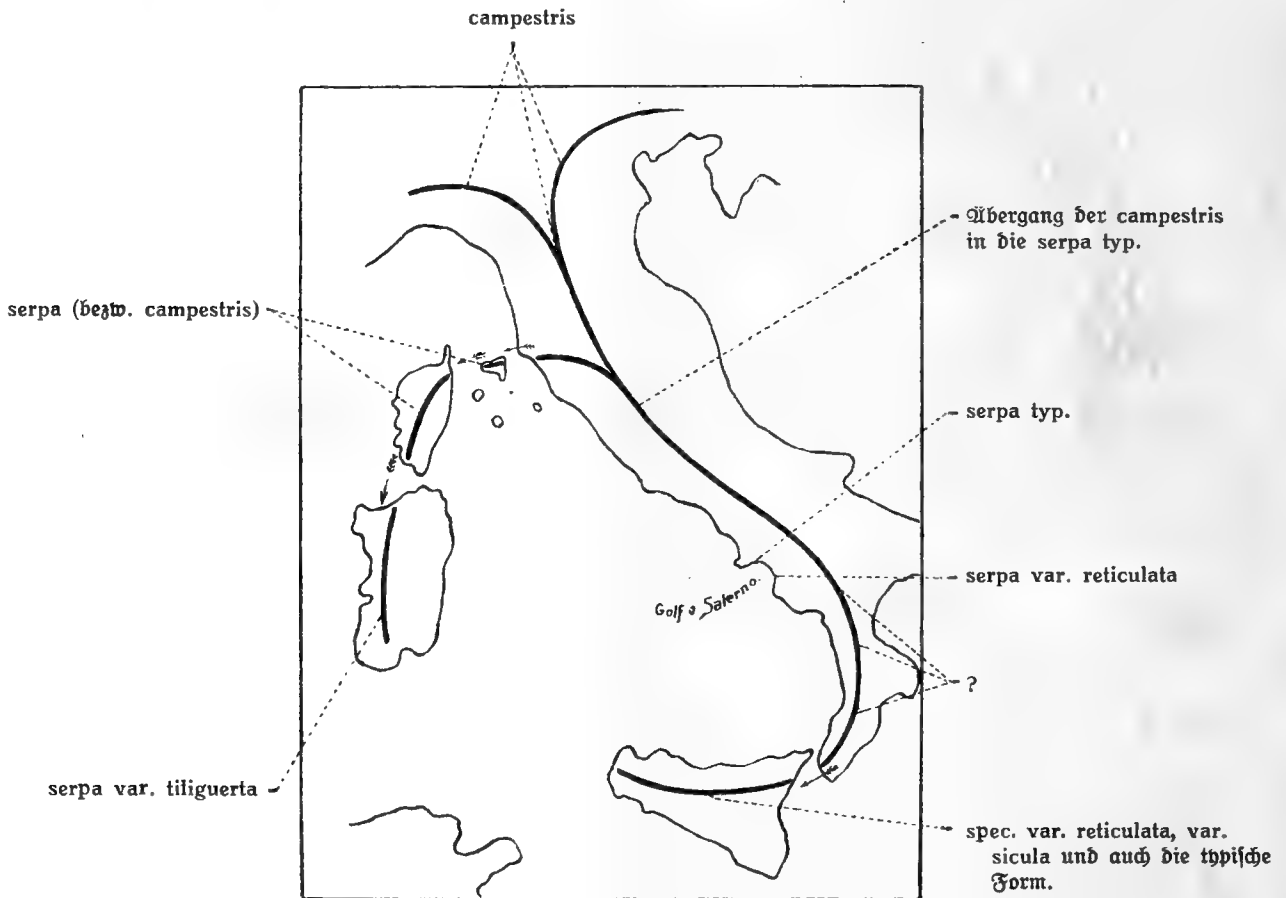 campestris
Übergang der campestris
in die serpa typ.
serpa (bezw. campestris)
serpa typ.
serpa var. reticulata
Golf v. Salerno.
?
serpa var. tiliguerta
spec. var. reticulata, var.
sicula und auch die typische
Form.